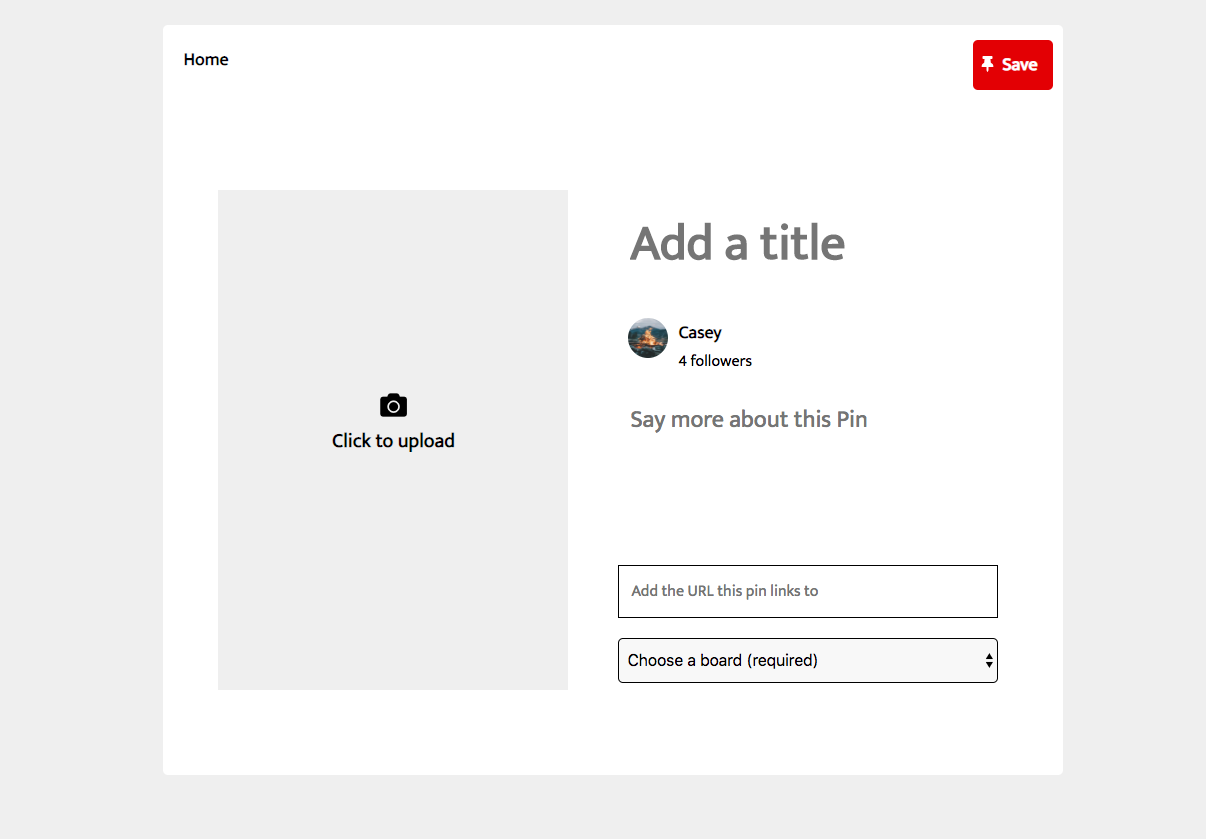 Home
Save
Add a title
Casey
4 followers
Click to upload
Say more about this Pin
Add the URL this pin links to
Choose a board (required)